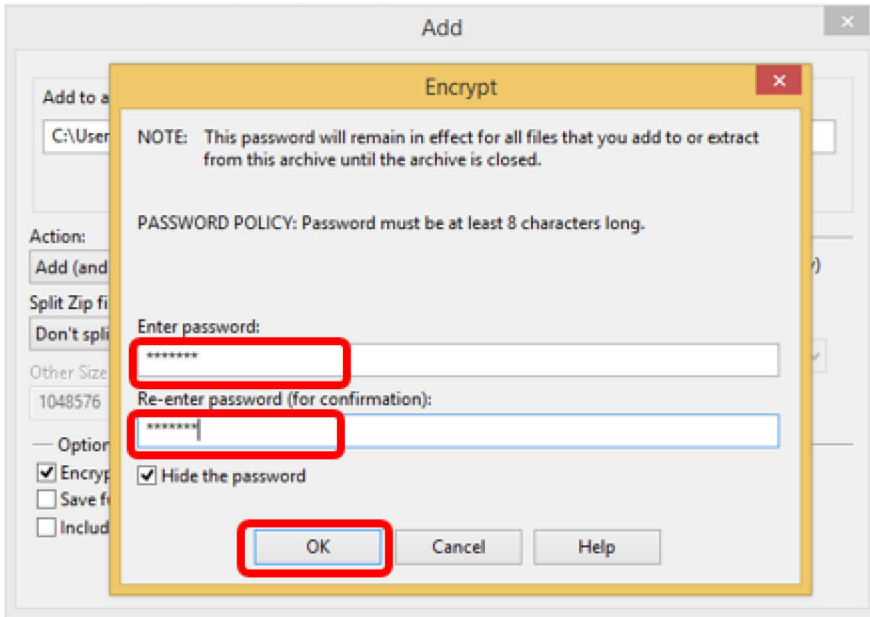 Add
Encrypt
Add to a
C:\User
NOTE: This password will remain in effect for all files that you add to or extract
from this archive until the archive is closed.
PASSWORD POLICY: Password must be at least 8 characters long.
Action:
Add (and
Split Zip fi
Don't spli
Other Size
1048576
Enter password:
*******
Re-enter password (for confirmation):
*******
Option
Encryp
Hide the password
Save f
Includ
OK
Cancel
Help